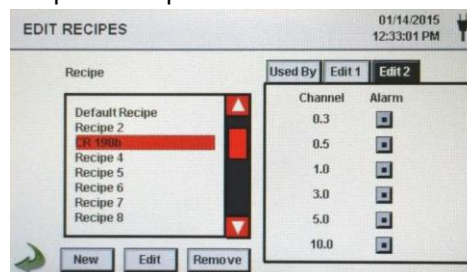 EDIT RECIPES
01/14/2015
12:33:01 PM
Recipe
Default Recipe
Recipe 2
CR 190b
Recipe 4
Recipe 5
Recipe 6
Recipe 7
Recipe 8
New Edit Remove
Used By Edit 1 Edit 2
Channel Alarm
0.3
0.5
1.0
3.0
5.0
10.0